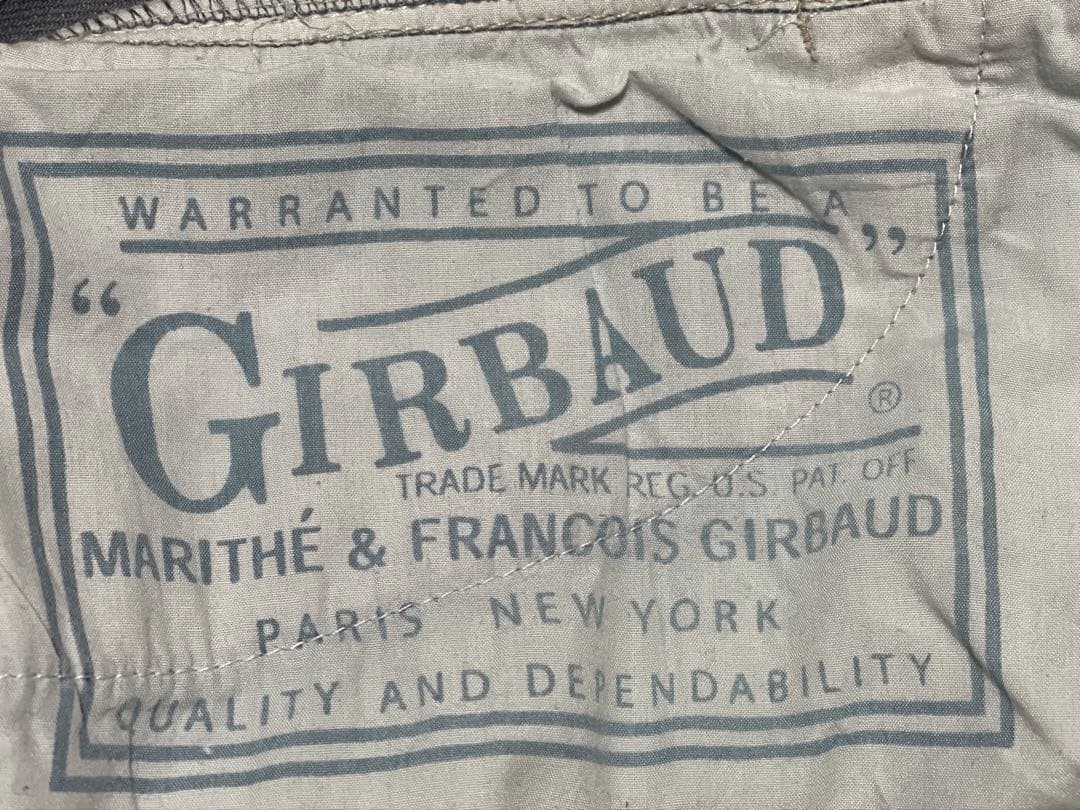 WARRANTED TO BE A
“GIRBAUD”
®
TRADE MARK REG. U.S. PAT. OFF
MARITHÉ & FRANCOIS GIRBAUD
PARIS NEW YORK
QUALITY AND DEPENDABILITY